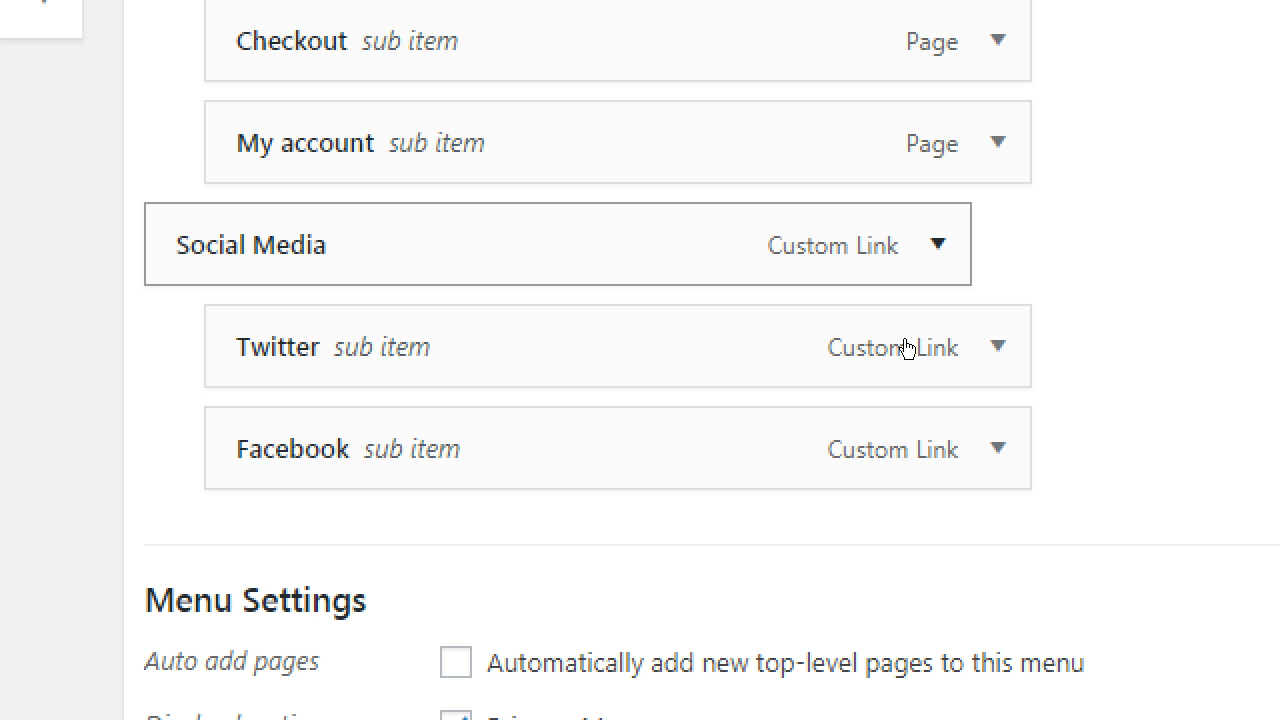 Checkout sub item Page
My account sub item Page
Social Media Custom Link
Twitter sub item Custom Link
Facebook sub item Custom Link
Menu Settings
Auto add pages Automatically add new top-level pages to this menu